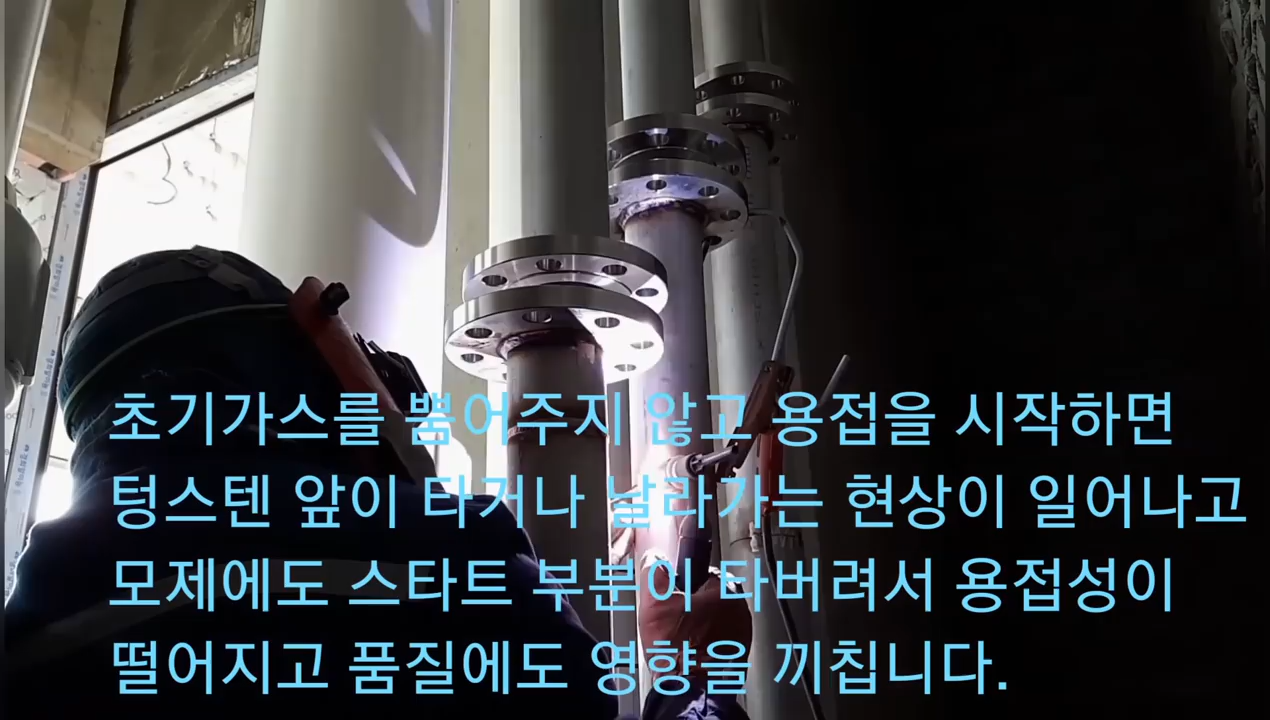 초기가스를 뿜어주지 않고 용접을 시작하면
텅스텐 앞이 타거나 날라가는 현상이 일어나고
모제에도 스타트 부분이 타버려서 용접성이
떨어지고 품질에도 영향을 끼칩니다.